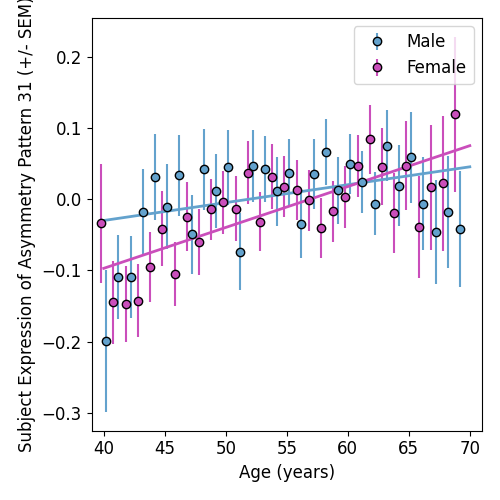 Subject Expression of Asymmetry Pattern 31 (+/- SEM)
0.2
0.1
0.0
−0.1
−0.2
−0.3
Male
Female
40 45 50 55 60 65 70
Age (years)